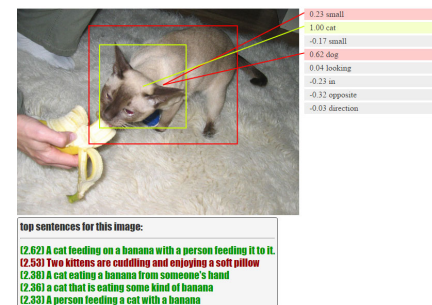 0.23 small
1.00 cat
-0.17 small
0.62 dog
0.04 looking
-0.23 in
-0.32 opposite
-0.03 direction
top sentences for this image:
(2.62) A cat feeding on a banana with a person feeding it to it.
(2.53) Two kittens are cuddling and enjoying a soft pillow
(2.38) A cat eating a banana from someone's hand
(2.36) a cat that is eating some kind of banana
(2.33) A person feeding a cat with a banana